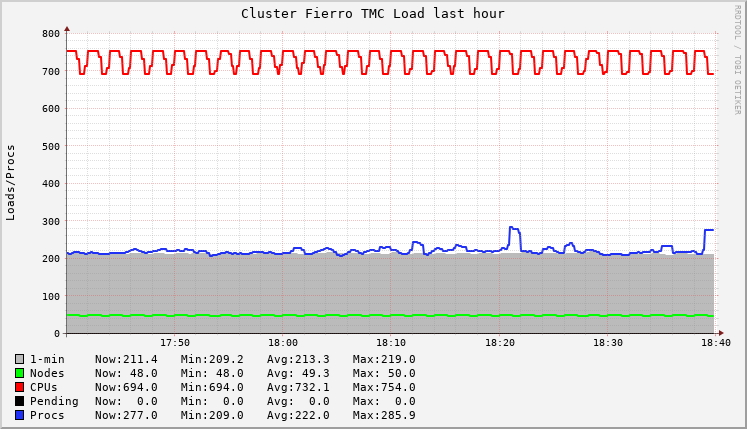 Cluster Fierro TMC Load last hour
RRDTOOL / TOBI OETIKER
Loads/Procs
800
700
600
500
400
300
200
100
0
17:50 18:00 18:10 18:20 18:30 18:40
1-min Now:211.4 Min:209.2 Avg:213.3 Max:219.0
Nodes Now: 48.0 Min: 48.0 Avg: 49.3 Max: 50.0
CPUs Now:694.0 Min:694.0 Avg:732.1 Max:754.0
Pending Now: 0.0 Min: 0.0 Avg: 0.0 Max: 0.0
Procs Now:277.0 Min:209.0 Avg:222.0 Max:285.9